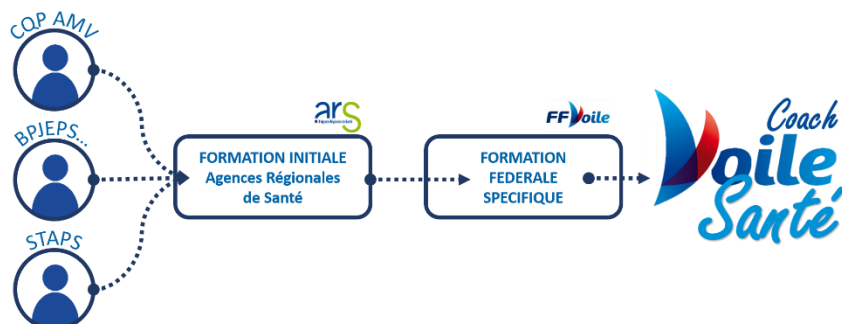 CQP AMV
BPJEPS...
STAPS
ars
FORMATION INITIALE
Agences Régionales
de Santé
FFVoile
FORMATION
FEDERALE
SPECIFIQUE
Coach
Voile
Santé